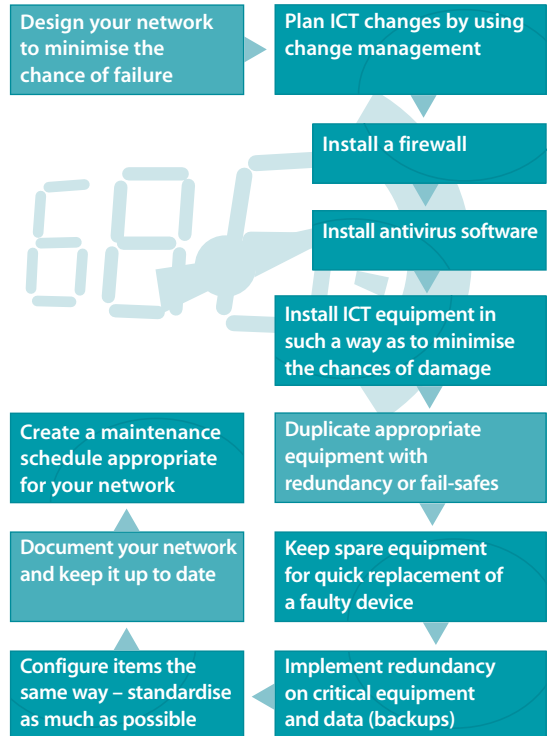 Design your network
to minimise the
chance of failure
Plan ICT changes by using
change management
Install a firewall
Install antivirus software
Install ICT equipment in
such a way as to minimise
the chances of damage
Duplicate appropriate
equipment with
redundancy or fail-safes
Keep spare equipment
for quick replacement of
a faulty device
Implement redundancy
on critical equipment
and data (backups)
Configure items the
same way – standardise
as much as possible
Document your network
and keep it up to date
Create a maintenance
schedule appropriate
for your network